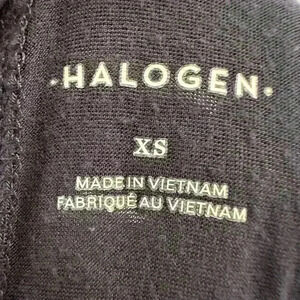 ·HALOGEN·
XS
MADE IN VIETNAM
FABRIQUÉ AU VIETNAM